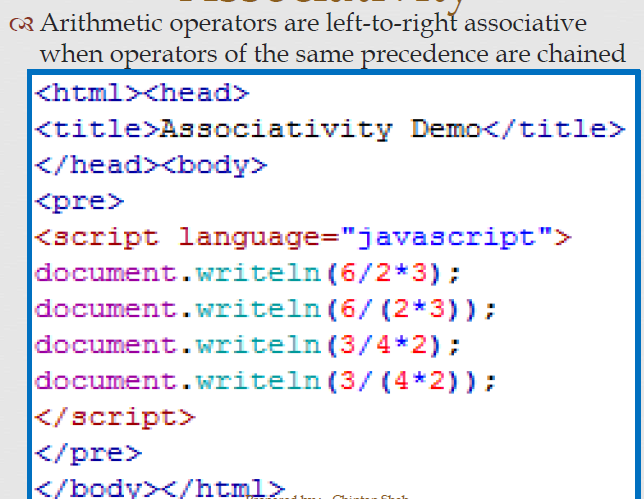 Associativity
Arithmetic operators are left-to-right associative
when operators of the same precedence are chained
<html><head>
<title>Associativity Demo</title>
</head><body>
<pre>
<script language="javascript">
document.writeln(6/2*3);
document.writeln(6/(2*3));
document.writeln(3/4*2);
document.writeln(3/(4*2));
</script>
</pre>
</body></html>